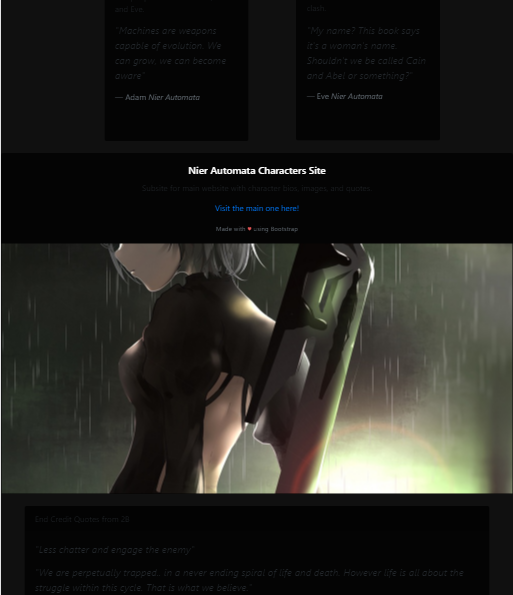 and Eve.
clash..
"Machines are weapons
capable of evolution. We
can grow. we can become
aware"
— Adam Nier Automata
"My name? This book says
it's a woman's name.
Shouldn't we be called Cain
and Abel or something?"
— Eve Nier Automata
Nier Automata Characters Site
Subsite for main website with character bios, images, and quotes.
Visit the main one here!
Made with ♥ using Bootstrap
End Credit Quotes from 2B
"Less chatter and engage the enemy"
"We are perpetually trapped.. in a never ending spiral of life and death. However life is all about the
struggle within this cycle. That is what we believe."